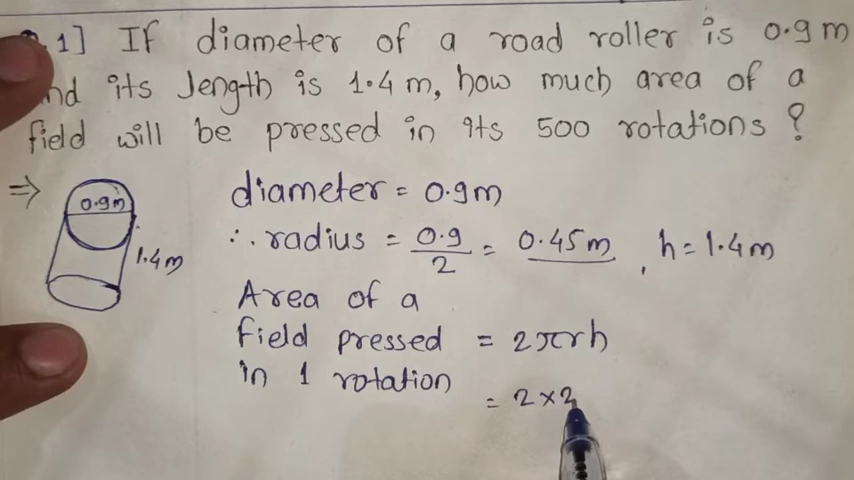 .1] If diameter of a road roller is 0.9 m
and its length is 1.4 m, how much area of a
field will be pressed in its 500 rotations ?
⇒ 0.9m
1.4m
diameter = 0.9m
∴ radius = 0.9/2 = 0.45m , h = 1.4m
Area of a
field pressed = 2πrh
in 1 rotation
= 2×2